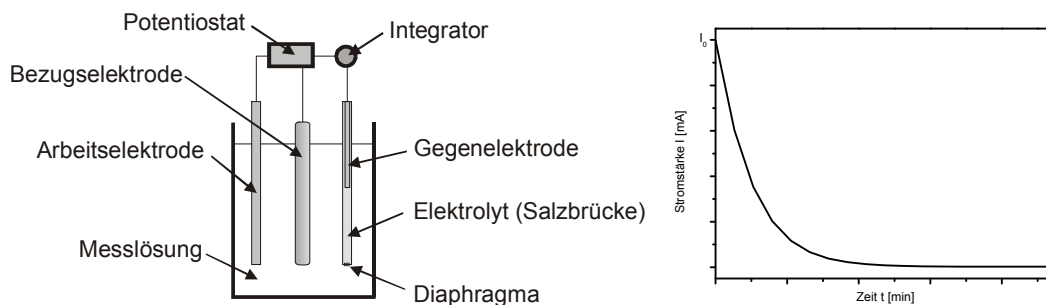 Potentiostat
Integrator
Bezugselektrode
Arbeitselektrode
Gegenelektrode
Elektrolyt (Salzbrücke)
Messlösung
Diaphragma
I0
Stromstärke I [mA]
Zeit t [min]